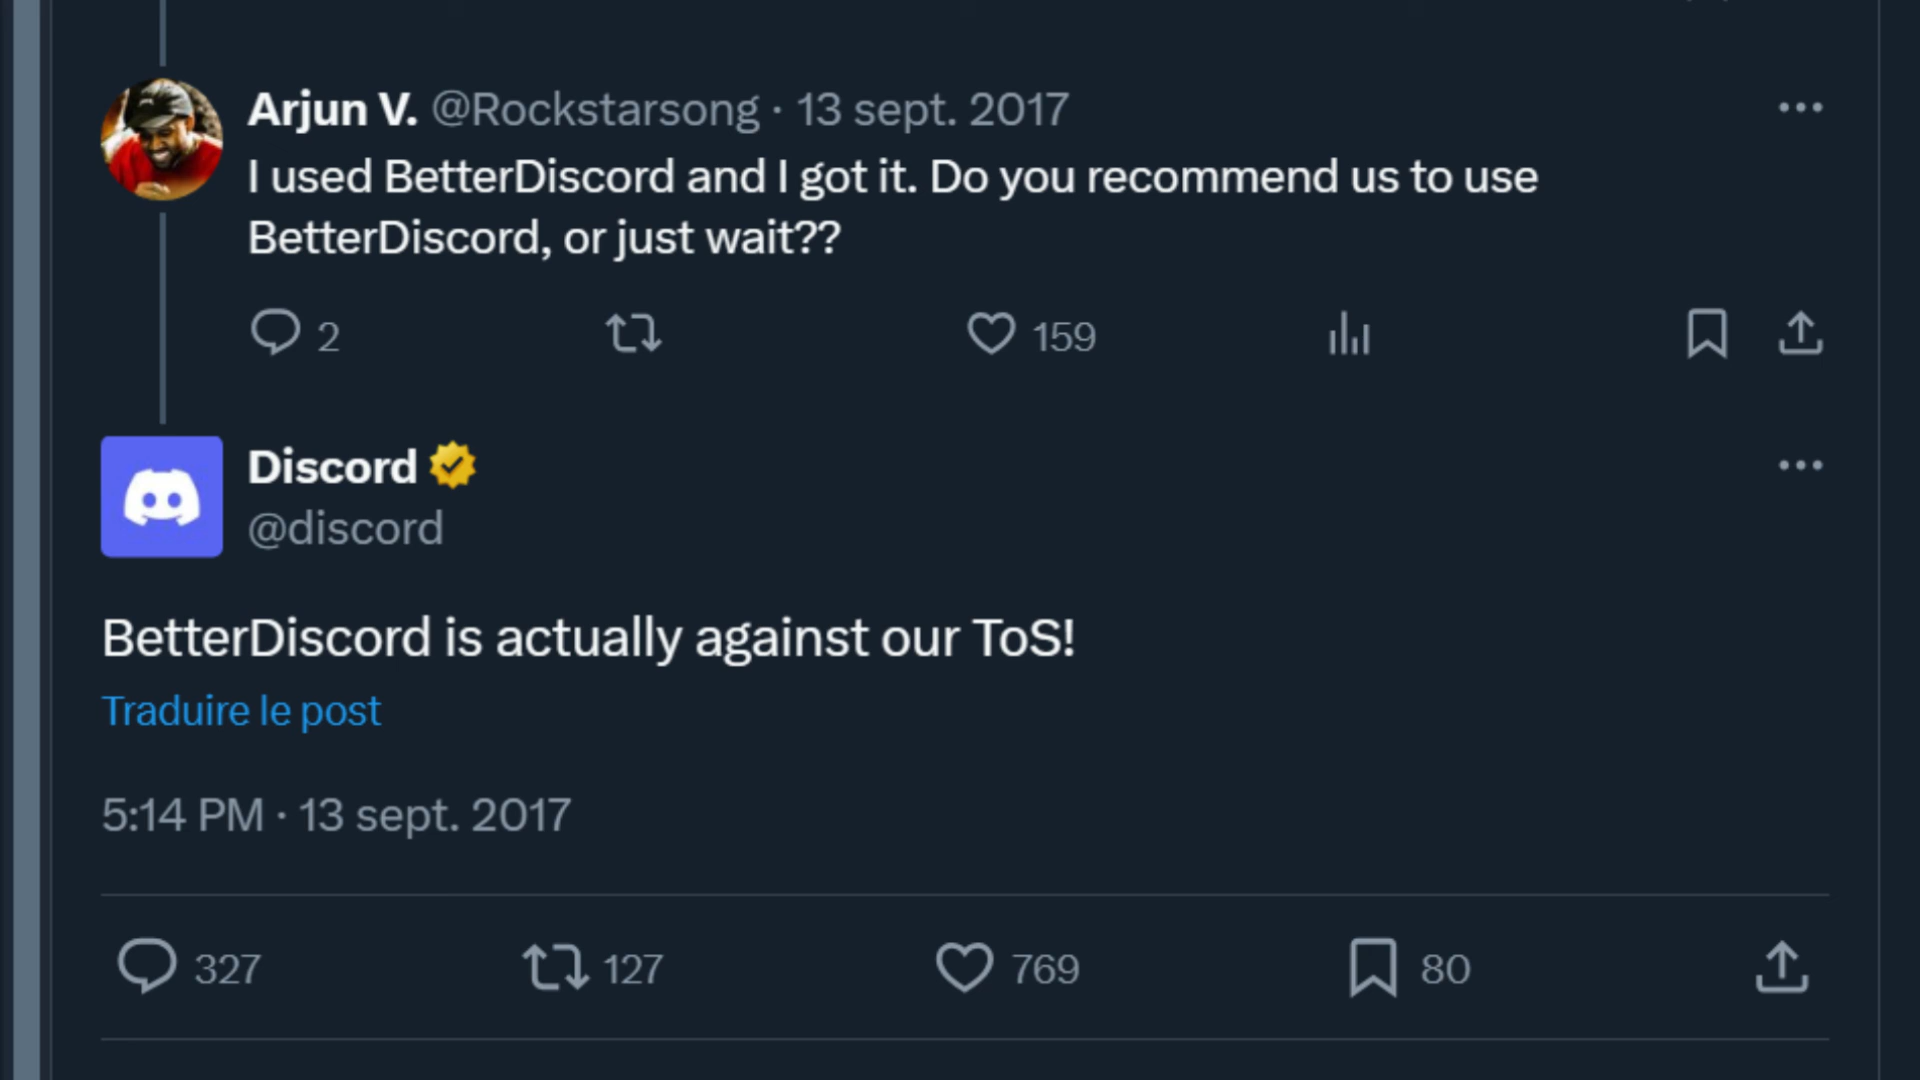 Arjun V. @Rockstarsong · 13 sept. 2017
I used BetterDiscord and I got it. Do you recommend us to use
BetterDiscord, or just wait??
2 159
Discord
@discord
BetterDiscord is actually against our ToS!
Traduire le post
5:14 PM · 13 sept. 2017
327 127 769 80